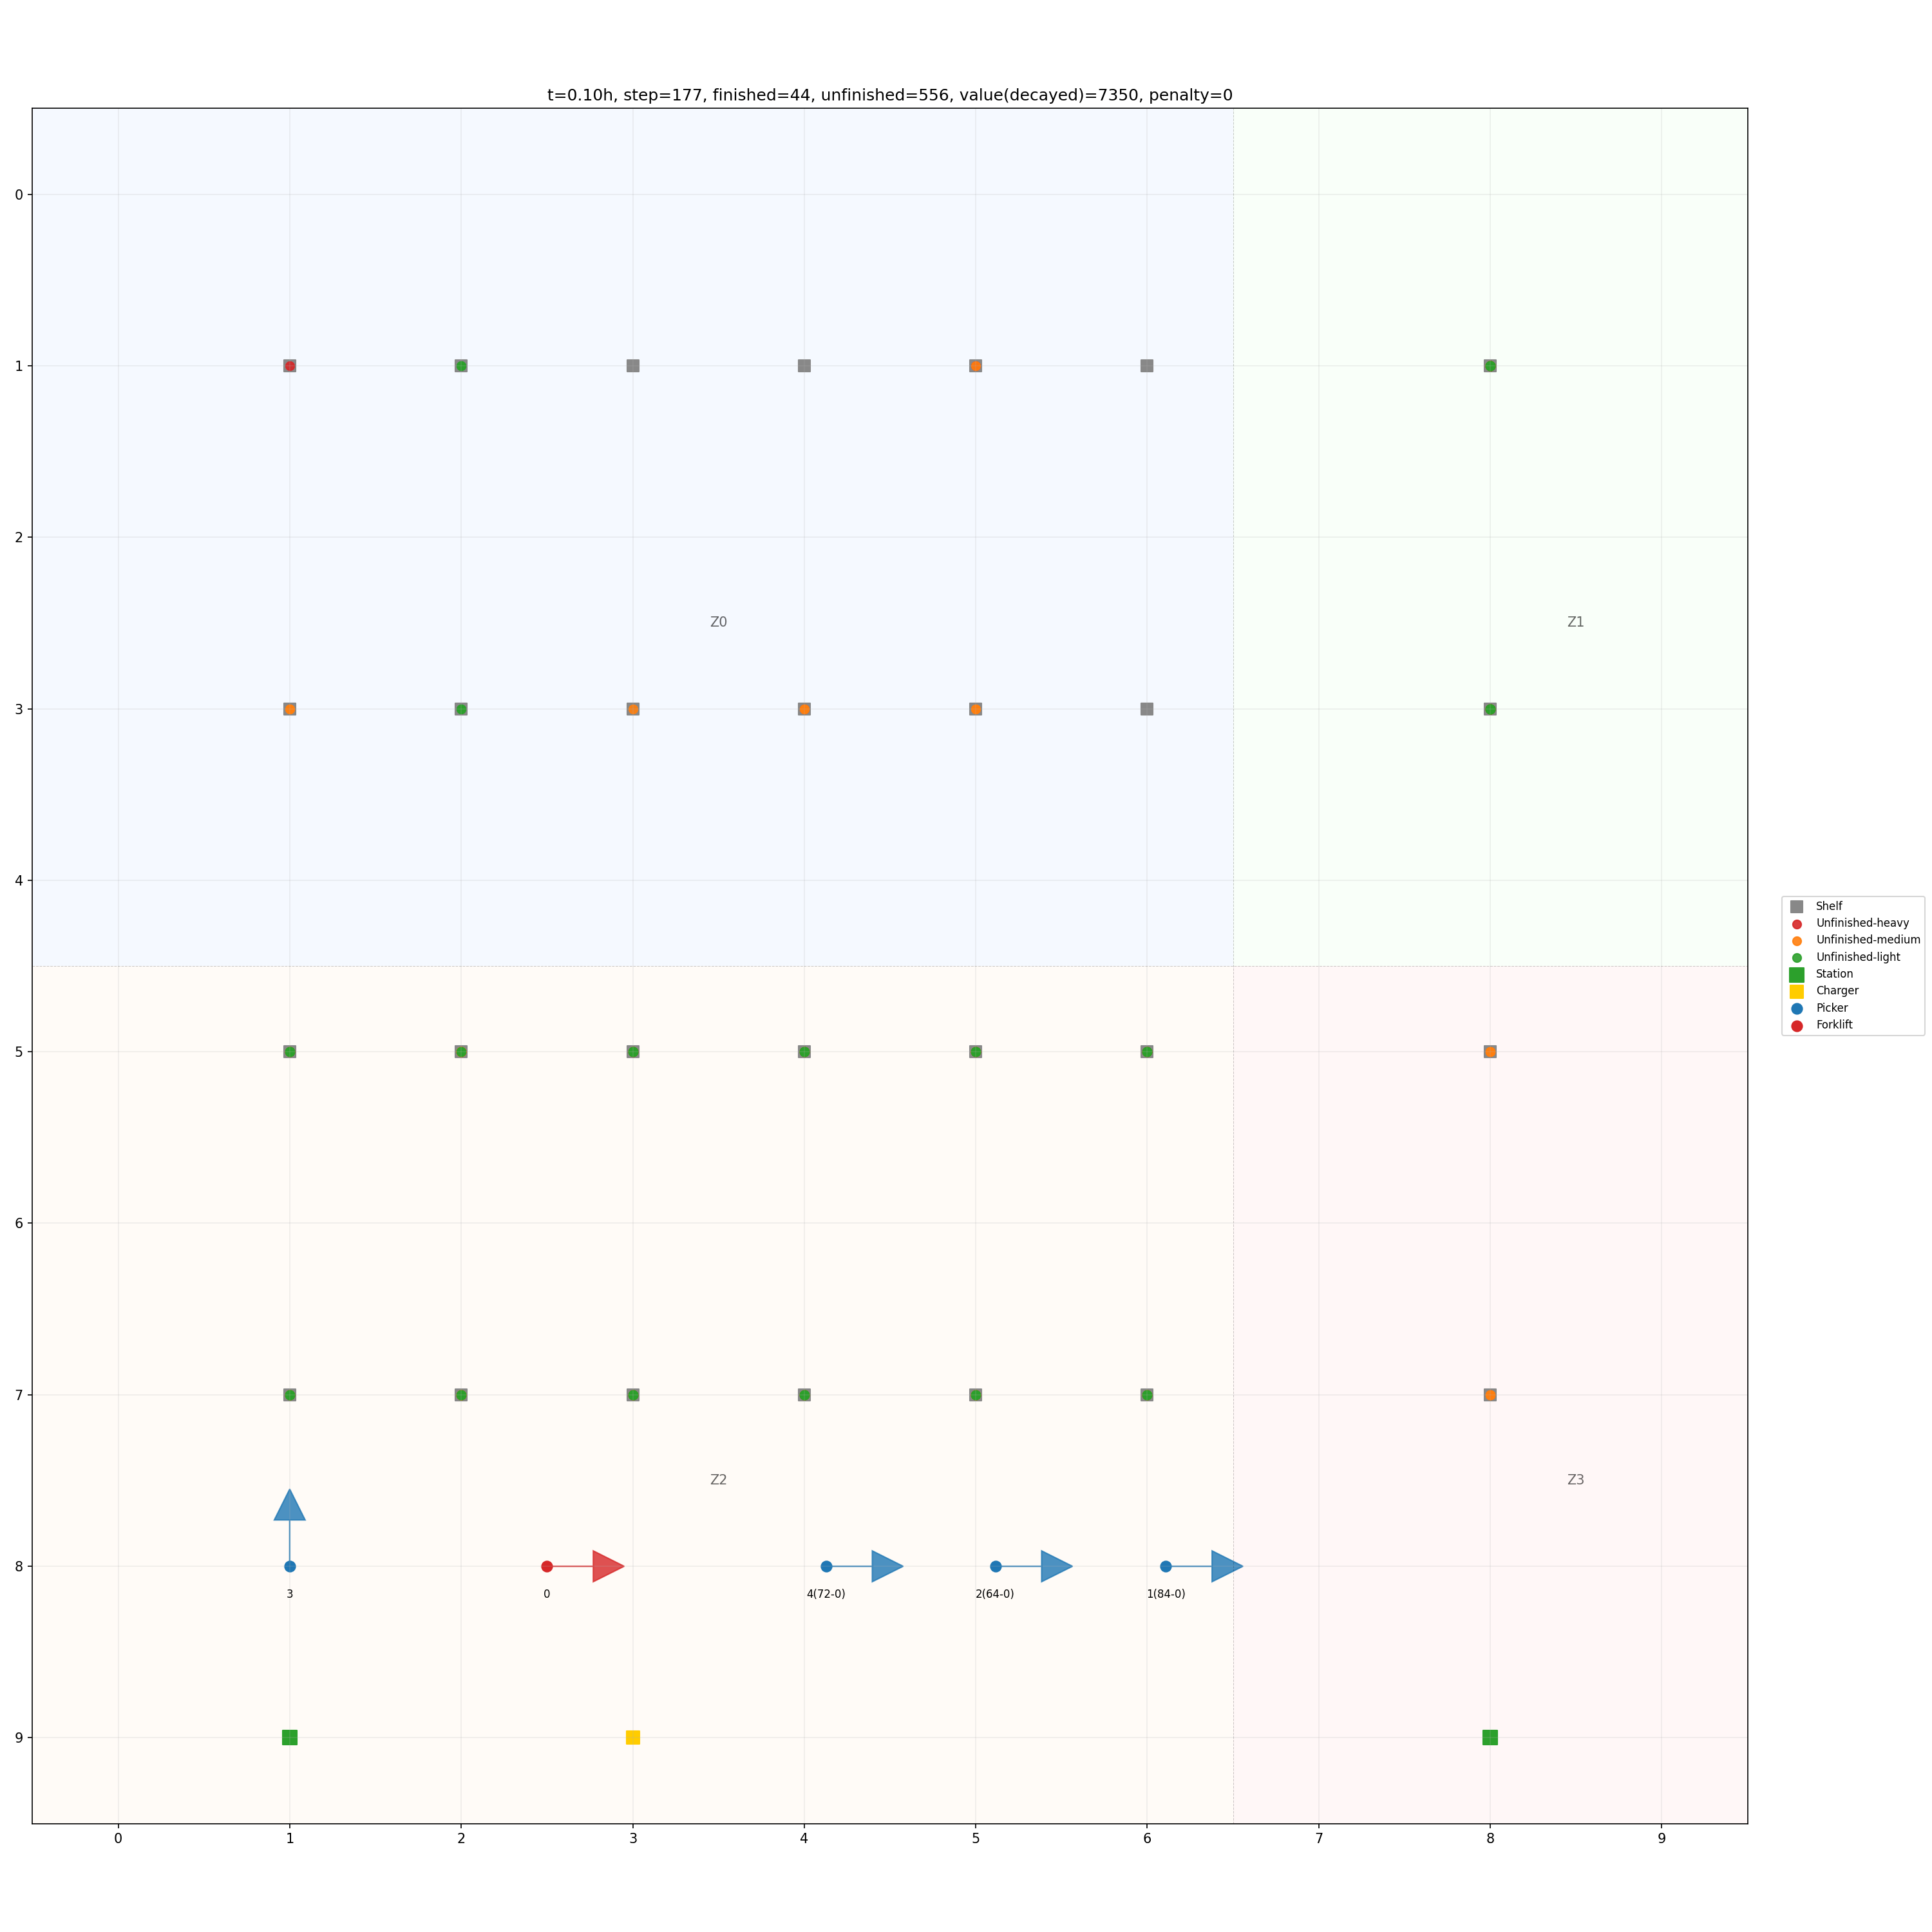 t=0.10h, step=177, finished=44, unfinished=556, value(decayed)=7350, penalty=0
0
1
2
Z0
Z1
3
4
Shelf
Unfinished-heavy
Unfinished-medium
Unfinished-light
Station
Charger
Picker
Forklift
5
6
7
Z2
Z3
8
3
0
4(72-0)
2(64-0)
1(84-0)
9
0 1 2 3 4 5 6 7 8 9